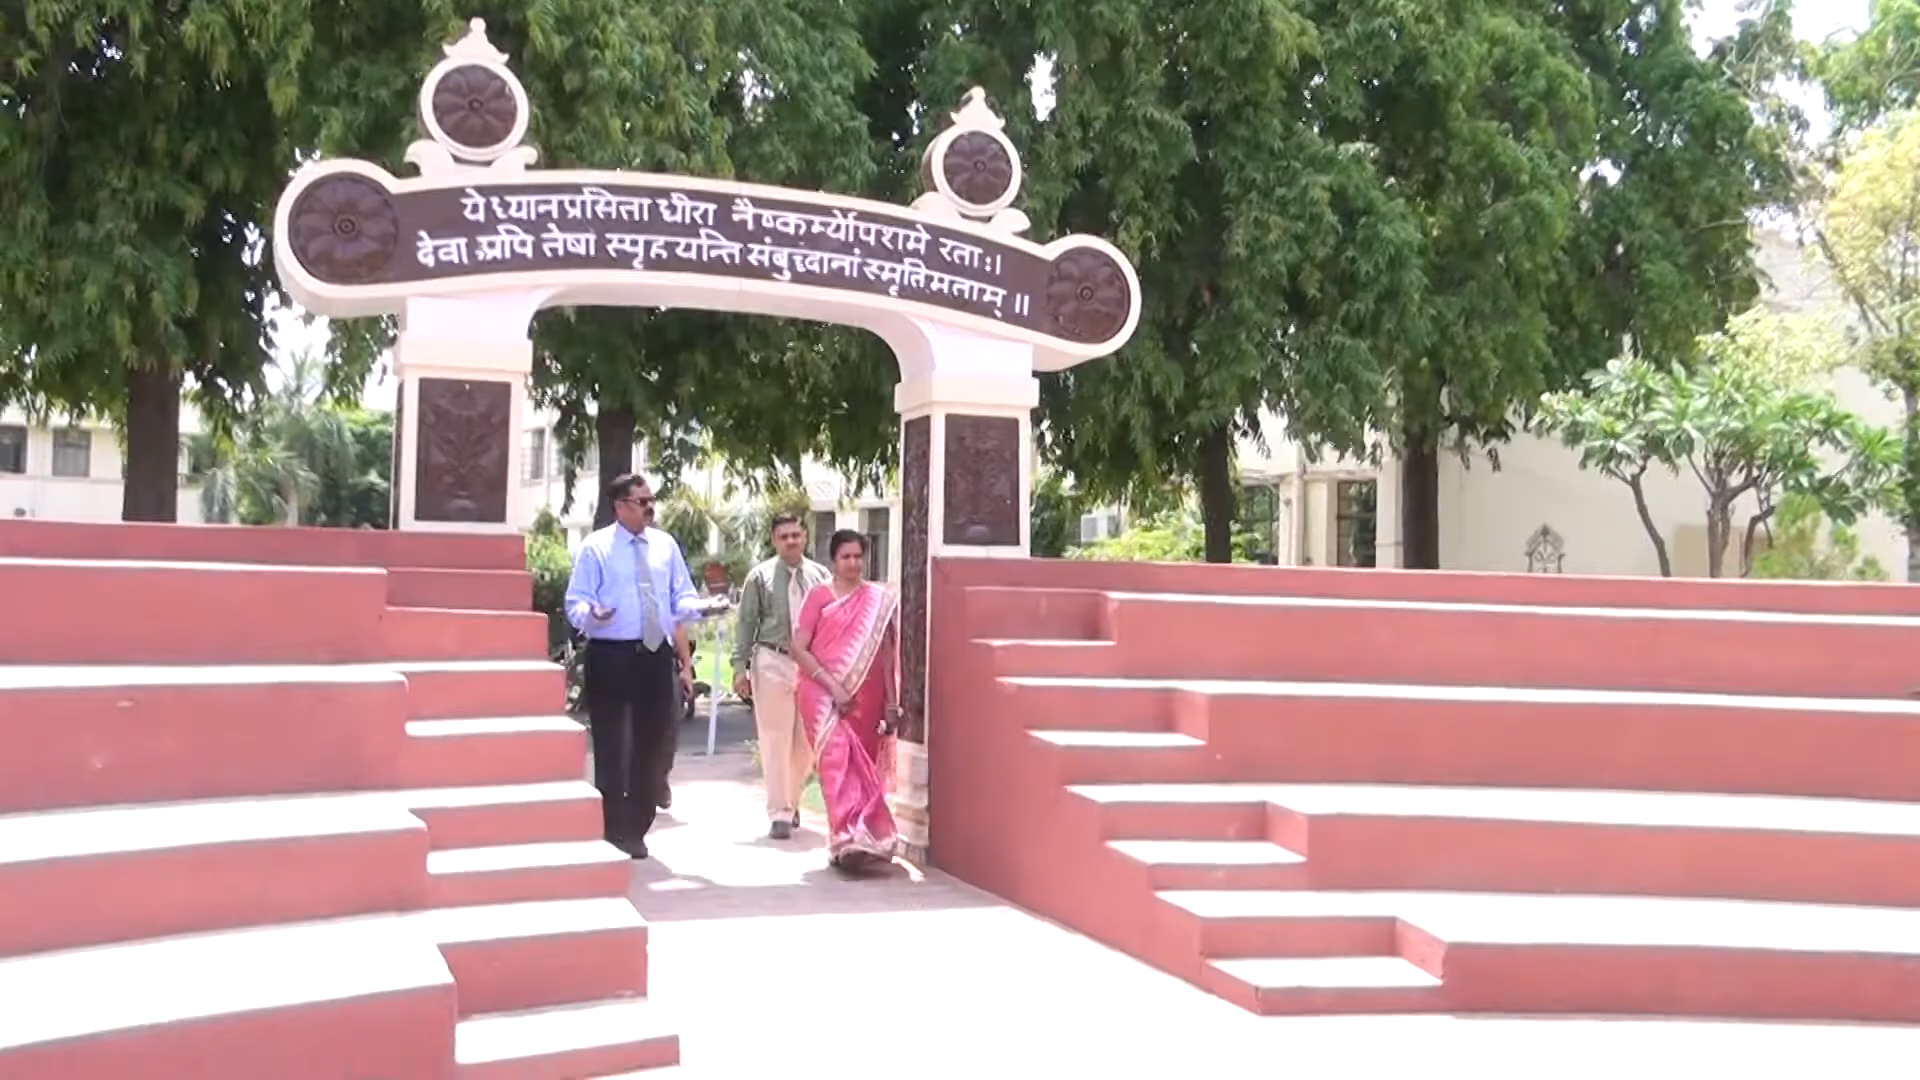 ये ध्यानप्रसिता धीरा नैष्कर्म्योपशमे रताः।
देवा अपि तेषां स्पृहयन्ति संबुद्धानां स्मृतिमताम्॥